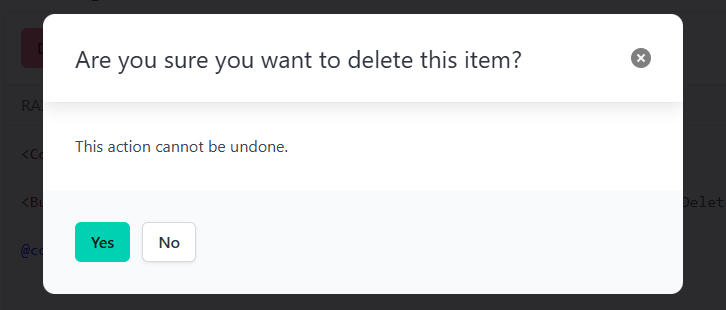 Are you sure you want to delete this item?
This action cannot be undone.
Yes
No